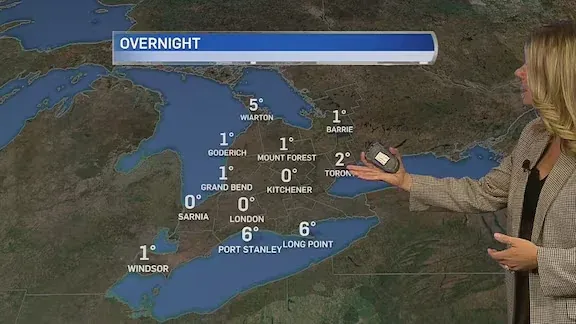 OVERNIGHT
5°
WIARTON
1°
BARRIE
1°
GODERICH
1°
MOUNT FOREST
2°
TORON
1°
GRAND BEND
0°
KITCHENER
0°
SARNIA
0°
LONDON
6°
PORT STANLEY
6°
LONG POINT
1°
WINDSOR